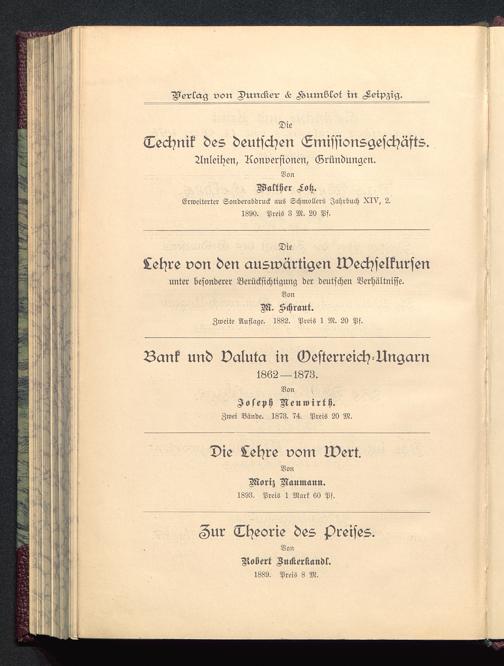 Verlag von Duncker & Humblot in Leipzig.
Die
Technik des deutschen Emissionsgeschäfts.
Anleihen, Konversionen, Gründungen.
Von
Walther Lotz.
Erweiterter Sonderabdruck aus Schmollers Jahrbuch XIV, 2.
1890. Preis 3 M. 20 Pf.
Die
Lehre von den auswärtigen Wechselkursen
unter besonderer Berücksichtigung der deutschen Verhältnisse.
Von
M. Schraut.
Zweite Auflage. 1882. Preis 1 M. 20 Pf.
Bank und Valuta in Oesterreich-Ungarn
1862—1873.
Von
Joseph Neuwirth.
Zwei Bände. 1873. 74. Preis 20 M.
Die Lehre vom Wert.
Von
Moriz Naumann.
1893. Preis 1 Mark 60 Pf.
Zur Theorie des Preises.
Von
Robert Zuckerkandl.
1889. Preis 8 M.